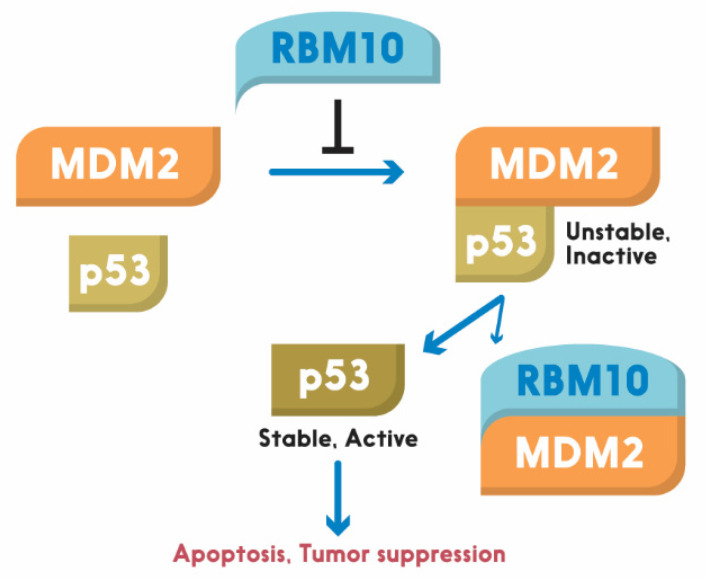 RBM10
MDM2
MDM2
p53
p53
Unstable,
Inactive
p53
Stable, Active
RBM10
MDM2
Apoptosis, Tumor suppression